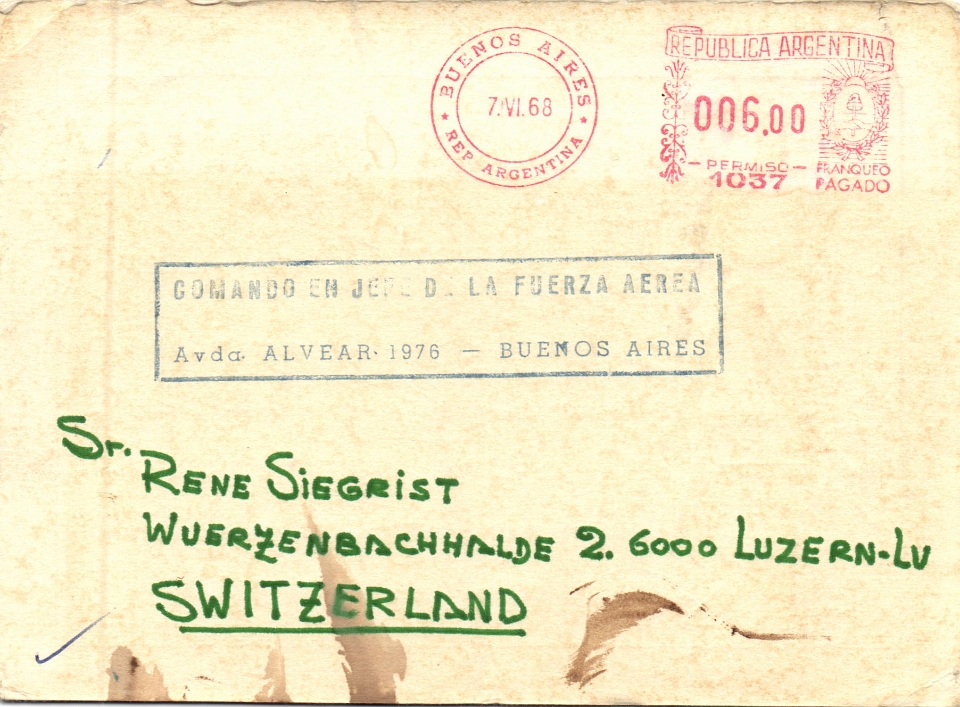 BUENOS AIRES
7.VI.68
REP ARGENTINA
REPUBLICA ARGENTINA
006,00
PERMISO
1037
FRANQUEO
PAGADO
COMANDO EN JEFE DE LA FUERZA AEREA
Avda. ALVEAR 1976 — BUENOS AIRES
Sr. RENE SIEGRIST
WUERZENBACHHALDE 2. 6000 LUZERN-LU
SWITZERLAND